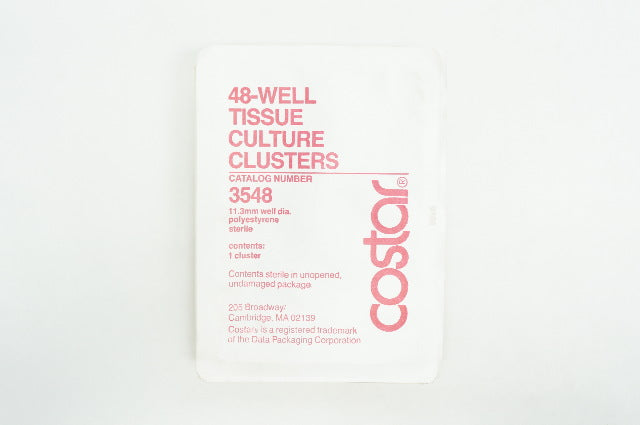 48-WELL
TISSUE
CULTURE
CLUSTERS
CATALOG NUMBER
3548
11.3mm well dia.
polyestyrene
sterile
contents:
1 cluster
Contents sterile in unopened,
undamaged package.
205 Broadway
Cambridge, MA 02139
Costar is a registered trademark
of the Data Packaging Corporation
costar®